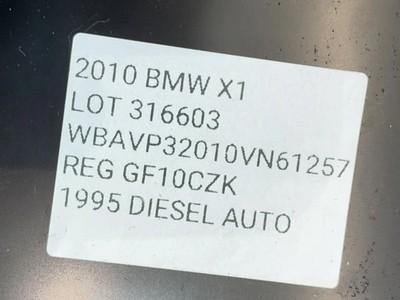 2010 BMW X1
LOT 316603
WBAVP32010VN61257
REG GF10CZK
1995 DIESEL AUTO